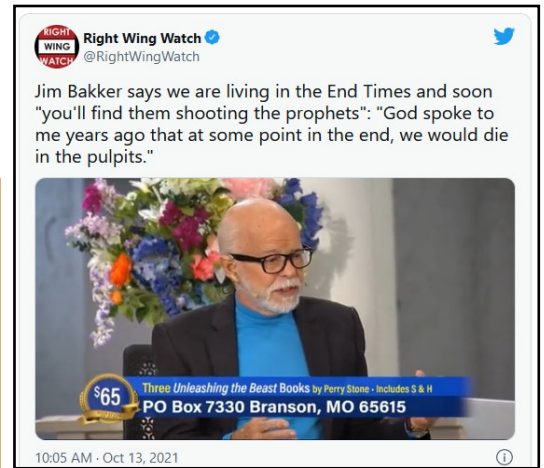 RIGHT
WING
WATCH
Right Wing Watch
@RightWingWatch
Jim Bakker says we are living in the End Times and soon
"you'll find them shooting the prophets": "God spoke to
me years ago that at some point in the end, we would die
in the pulpits."
$65
Three Unleashing the Beast Books by Perry Stone - Includes S & H
PO Box 7330 Branson, MO 65615
10:05 AM · Oct 13, 2021